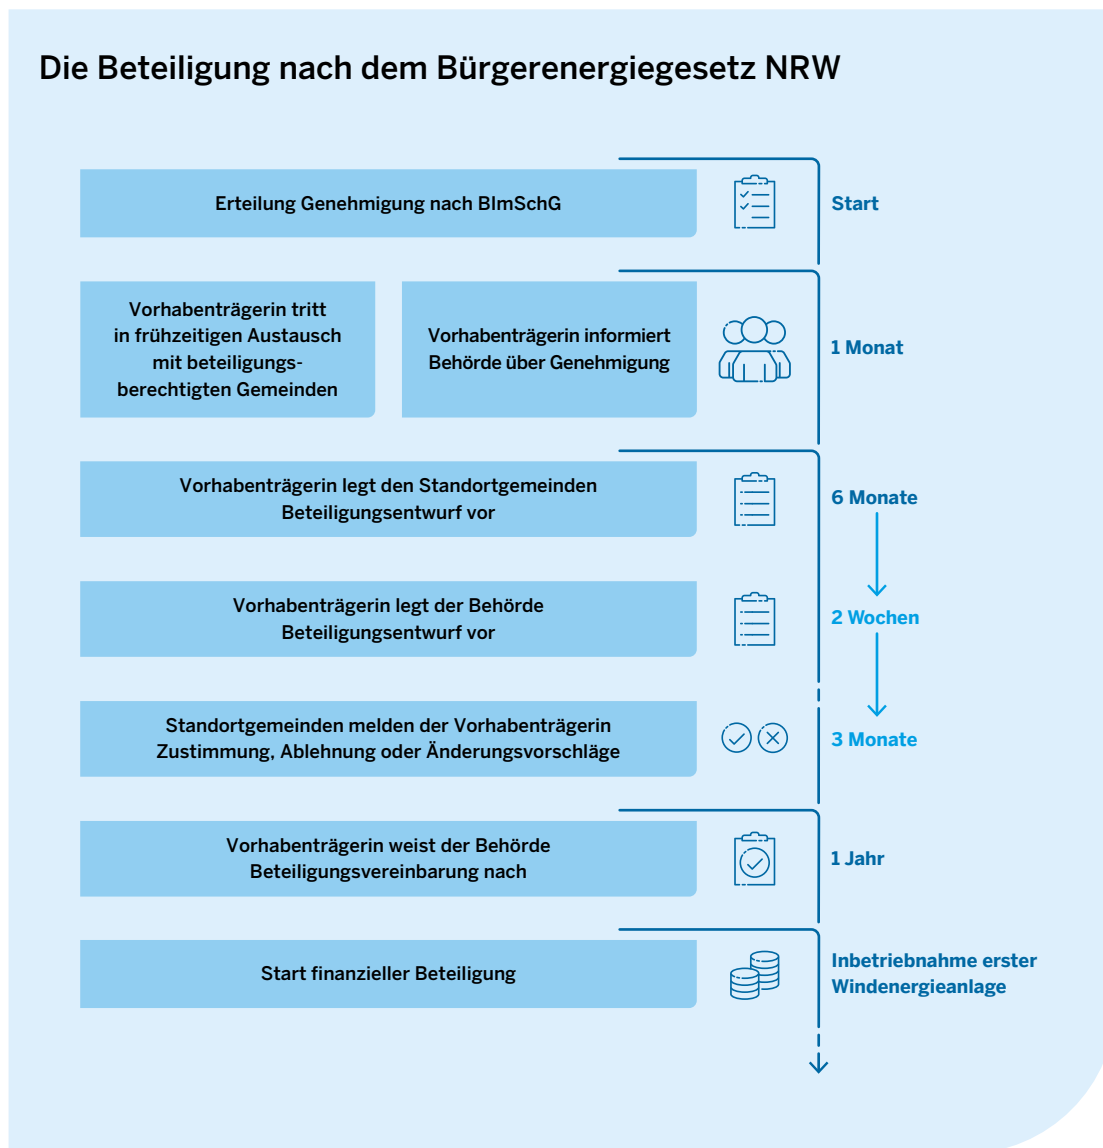 Die Beteiligung nach dem Bürgerenergiegesetz NRW
Erteilung Genehmigung nach BImSchG
Start
Vorhabenträgerin tritt
in frühzeitigen Austausch
mit beteiligungs-
berechtigten Gemeinden
Vorhabenträgerin informiert
Behörde über Genehmigung
1 Monat
Vorhabenträgerin legt den Standortgemeinden
Beteiligungsentwurf vor
6 Monate
Vorhabenträgerin legt der Behörde
Beteiligungsentwurf vor
2 Wochen
Standortgemeinden melden der Vorhabenträgerin
Zustimmung, Ablehnung oder Änderungsvorschläge
3 Monate
Vorhabenträgerin weist der Behörde
Beteiligungsvereinbarung nach
1 Jahr
Start finanzieller Beteiligung
Inbetriebnahme erster
Windenergieanlage